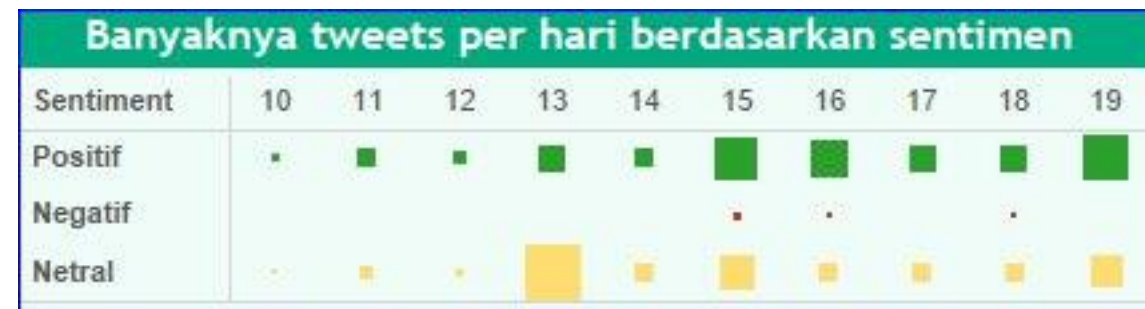 Banyaknya tweets per hari berdasarkan sentimen
Sentiment 10 11 12 13 14 15 16 17 18 19
Positif
Negatif
Netral